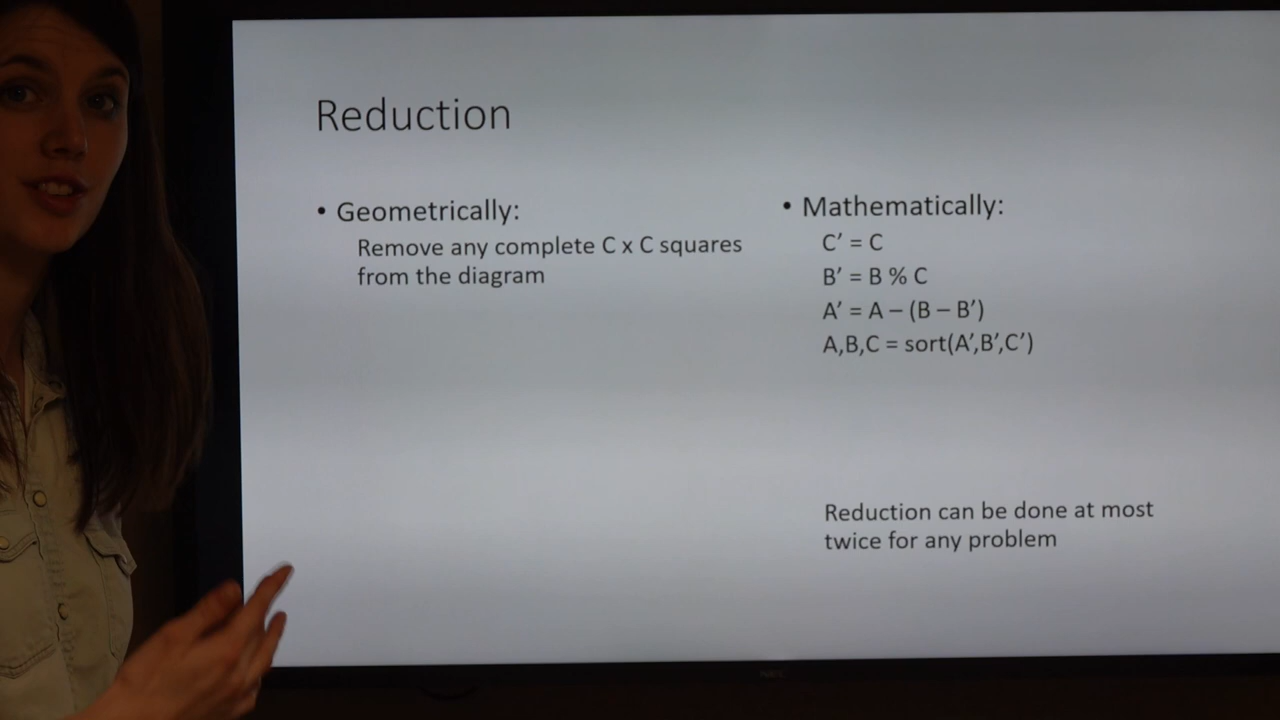 Reduction
• Geometrically:
Remove any complete C x C squares
from the diagram
• Mathematically:
C’ = C
B’ = B % C
A’ = A – (B – B’)
A,B,C = sort(A’,B’,C’)
Reduction can be done at most
twice for any problem